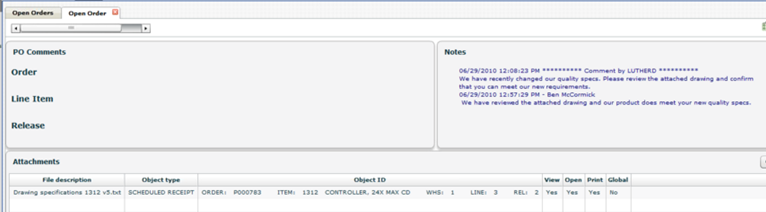 Open Orders Open Order
PO Comments
Order
Line Item
Release
Notes
06/29/2010 12:08:23 PM ********** Comment by LUTHERD **********
We have recently changed our quality specs. Please review the attached drawing and confirm
that you can meet our new requirements.
06/29/2010 12:57:29 PM - Ben McCormick
We have reviewed the attached drawing and our product does meet your new quality specs.
Attachments
File description Object type Object ID View Open Print Global
Drawing specifications 1312 v5.txt SCHEDULED RECEIPT ORDER: P000783 ITEM: 1312 CONTROLLER, 24X MAX CD WHS: 1 LINE: 3 REL: 2 Yes Yes Yes No